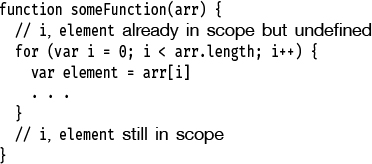 function someFunction(arr) {
// i, element already in scope but undefined
for (var i = 0; i < arr.length; i++) {
var element = arr[i]
. . .
}
// i, element still in scope
}